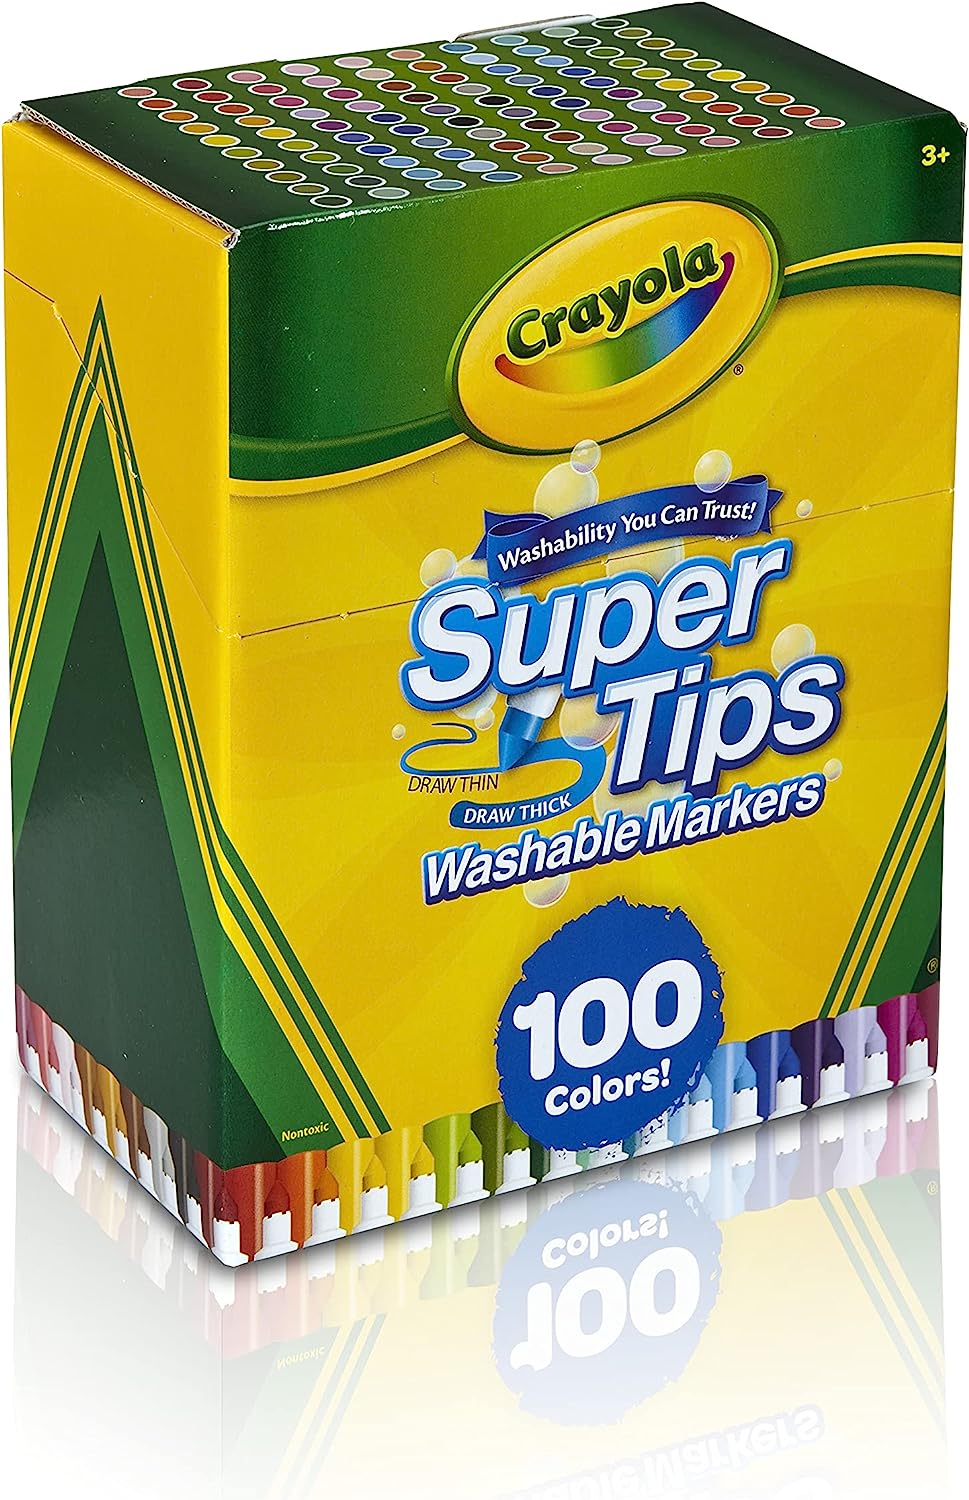 3+
Crayola
®
Washability You Can Trust!
Super
Tips
DRAW THIN
DRAW THICK
Washable Markers
100
Colors!
®
Nontoxic